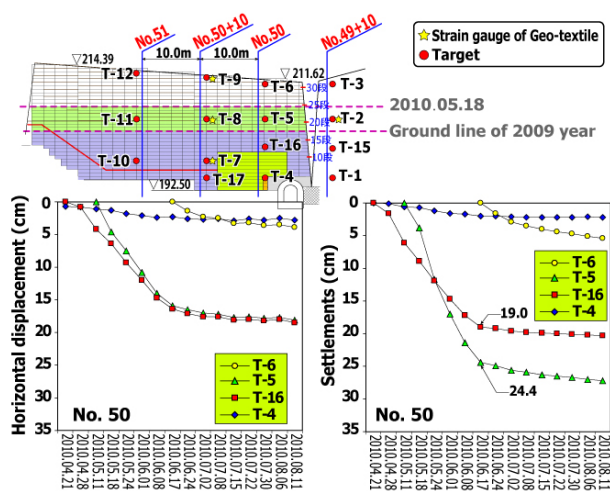 No.51
No.50+10
No.50
No.49+10
10.0m
10.0m
214.39
211.62
192.50
T-12
T-9
T-6
T-3
T-11
T-8
T-5
T-2
T-16
T-15
T-10
T-7
T-17
T-4
T-1
30段
25段
20段
15段
10段
Strain gauge of Geo-textile
Target
2010.05.18
Ground line of 2009 year
Horizontal displacement (cm)
0
5
10
15
20
25
30
35
T-6
T-5
T-16
T-4
No. 50
2010.04.21
2010.04.28
2010.05.11
2010.05.18
2010.05.24
2010.06.01
2010.06.08
2010.06.17
2010.06.24
2010.07.02
2010.07.08
2010.07.15
2010.07.23
2010.07.30
2010.08.06
2010.08.11
Settlements (cm)
0
5
10
15
20
25
30
35
T-6
T-5
T-16
T-4
19.0
24.4
No. 50
2010.04.21
2010.04.28
2010.05.11
2010.05.18
2010.05.24
2010.06.01
2010.06.08
2010.06.17
2010.06.24
2010.07.02
2010.07.08
2010.07.15
2010.07.23
2010.07.30
2010.08.06
2010.08.11